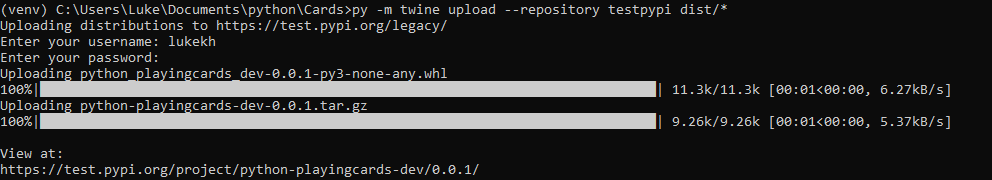 (venv) C:\Users\Luke\Documents\python\Cards>py -m twine upload --repository testpypi dist/*
Uploading distributions to https://test.pypi.org/legacy/
Enter your username: lukekh
Enter your password:
Uploading python_playingcards_dev-0.0.1-py3-none-any.whl
100%| | 11.3k/11.3k [00:01<00:00, 6.27kB/s]
Uploading python-playingcards-dev-0.0.1.tar.gz
100%| | 9.26k/9.26k [00:01<00:00, 5.37kB/s]
View at:
https://test.pypi.org/project/python-playingcards-dev/0.0.1/